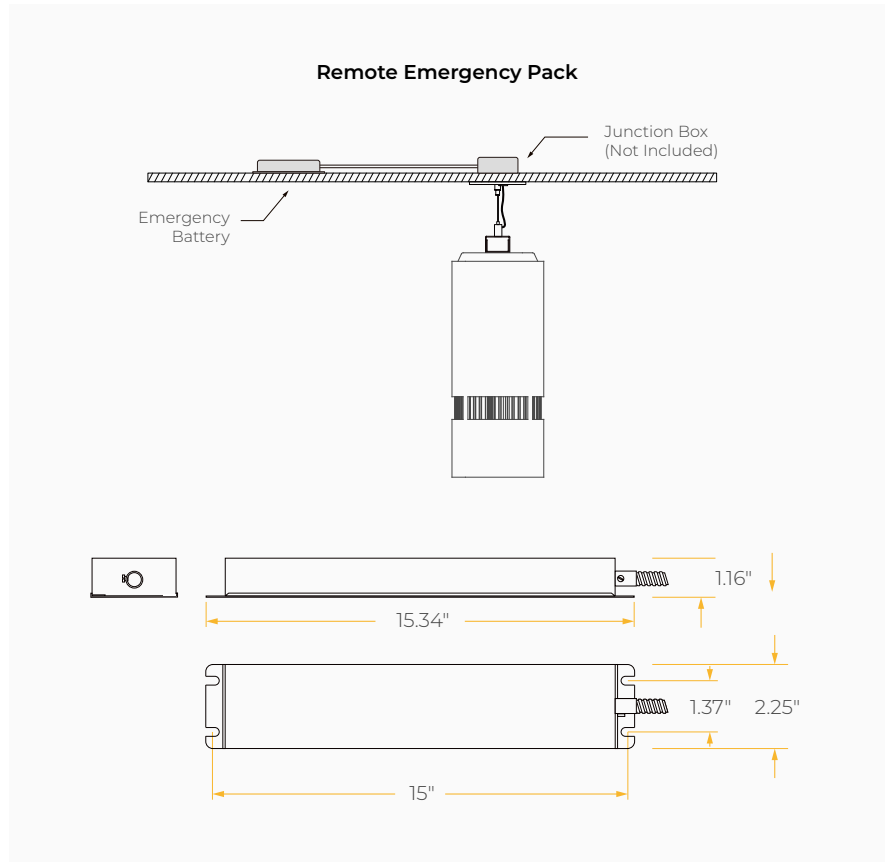 Remote Emergency Pack
Junction Box
(Not Included)
Emergency
Battery
1.16"
15.34"
1.37"
2.25"
15"